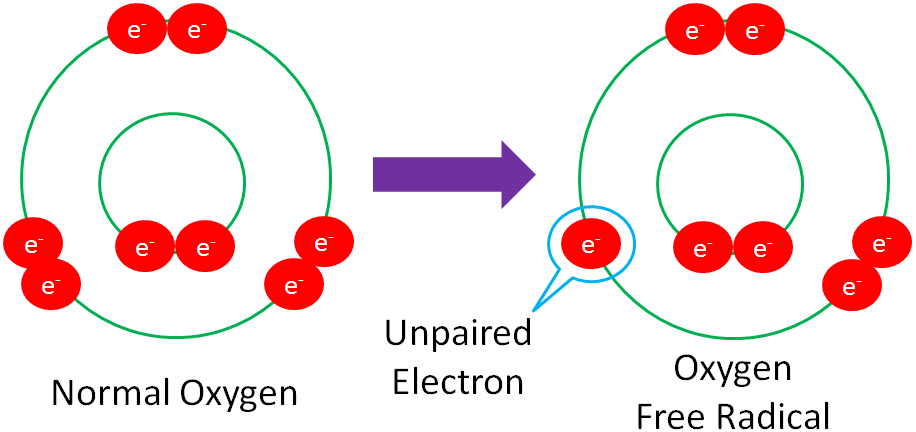 e⁻ e⁻
e⁻ e⁻
e⁻ e⁻
e⁻ e⁻
Normal Oxygen
Unpaired
Electron
e⁻ e⁻
e⁻
e⁻ e⁻
e⁻ e⁻
Oxygen
Free Radical